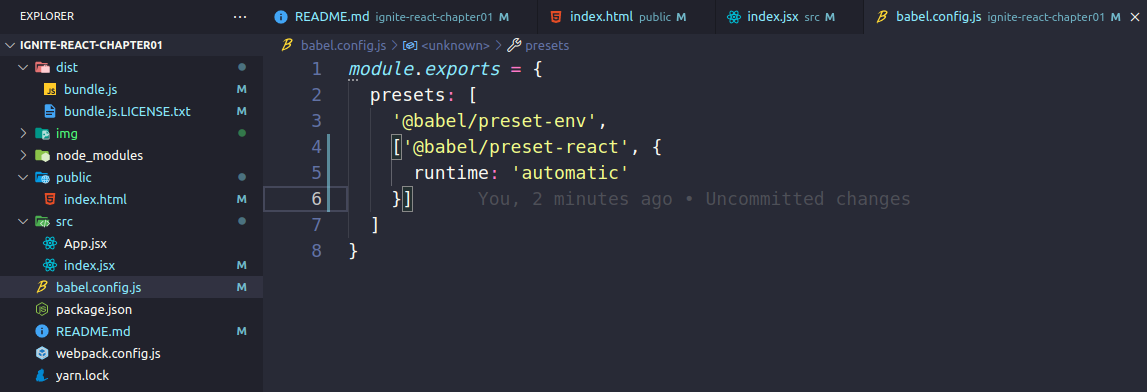 EXPLORER ...
README.md ignite-react-chapter01 M
index.html public M
index.jsx src M
babel.config.js ignite-react-chapter01 M
IGNITE-REACT-CHAPTER01
dist
bundle.js M
bundle.js.LICENSE.txt M
img
node_modules
public
index.html M
src
App.jsx
index.jsx M
babel.config.js M
package.json
README.md M
webpack.config.js
yarn.lock
babel.config.js > <unknown> > presets
1 module.exports = {
2 presets: [
3 '@babel/preset-env',
4 ['@babel/preset-react', {
5 runtime: 'automatic'
6 }] You, 2 minutes ago • Uncommitted changes
7 ]
8 }